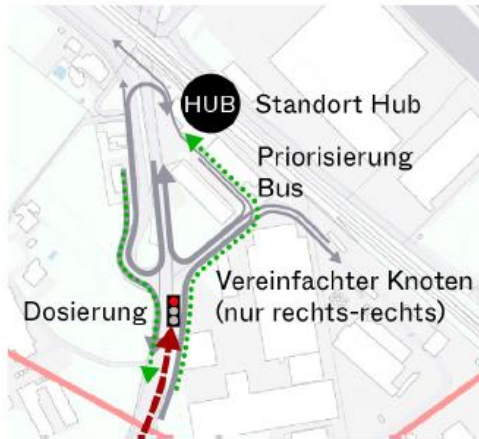 HUB Standort Hub
Priorisierung
Bus
Vereinfachter Knoten
Dosierung (nur rechts-rechts)